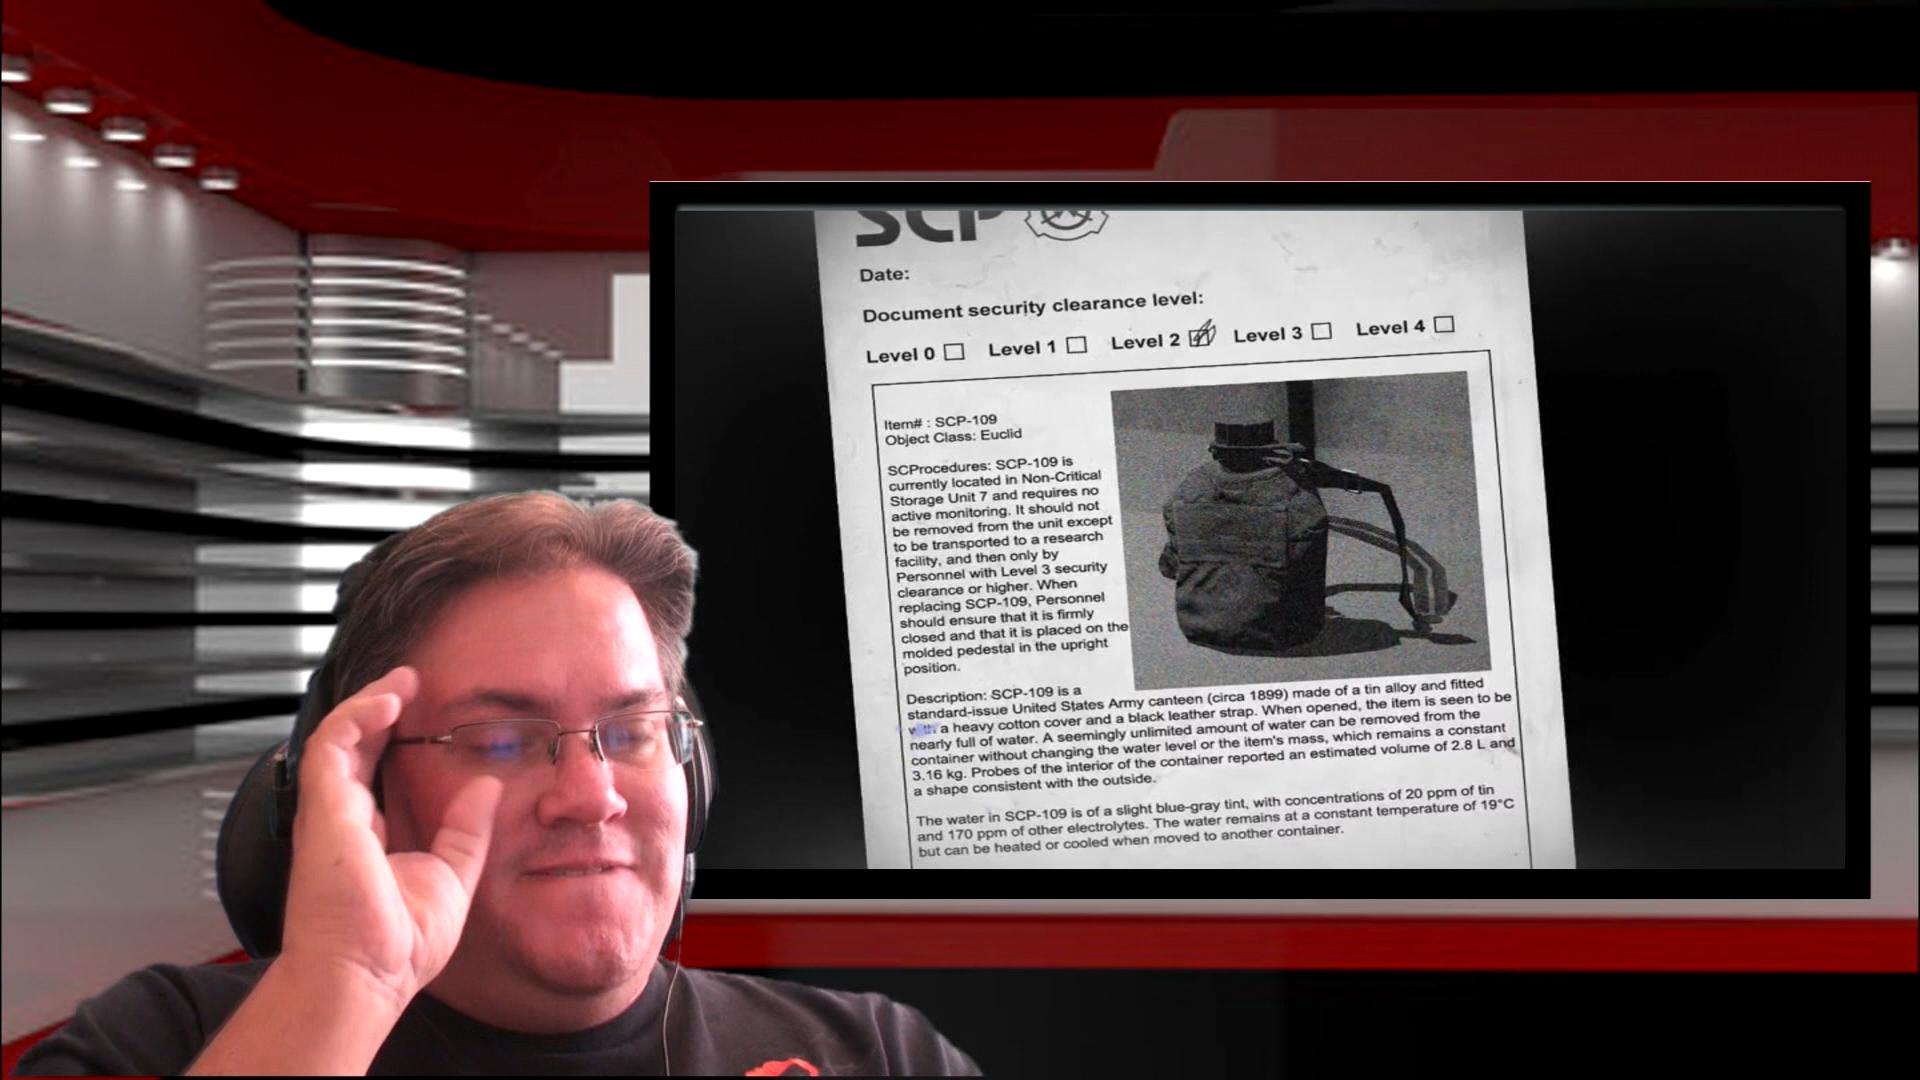 SCP
Date:
Document security clearance level:
Level 0 Level 1 Level 2 Level 3 Level 4
Item# : SCP-109
Object Class: Euclid
SCProcedures: SCP-109 is
currently located in Non-Critical
Storage Unit 7 and requires no
active monitoring. It should not
be removed from the unit except
to be transported to a research
facility, and then only by
Personnel with Level 3 security
clearance or higher. When
replacing SCP-109, Personnel
should ensure that it is firmly
closed and that it is placed on the
molded pedestal in the upright
position.
Description: SCP-109 is a
standard-issue United States Army canteen (circa 1899) made of a tin alloy and fitted
with a heavy cotton cover and a black leather strap. When opened, the item is seen to be
nearly full of water. A seemingly unlimited amount of water can be removed from the
container without changing the water level or the item's mass, which remains a constant
3.16 kg. Probes of the interior of the container reported an estimated volume of 2.8 L and
a shape consistent with the outside.
The water in SCP-109 is of a slight blue-gray tint, with concentrations of 20 ppm of tin
and 170 ppm of other electrolytes. The water remains at a constant temperature of 19°C
but can be heated or cooled when moved to another container.